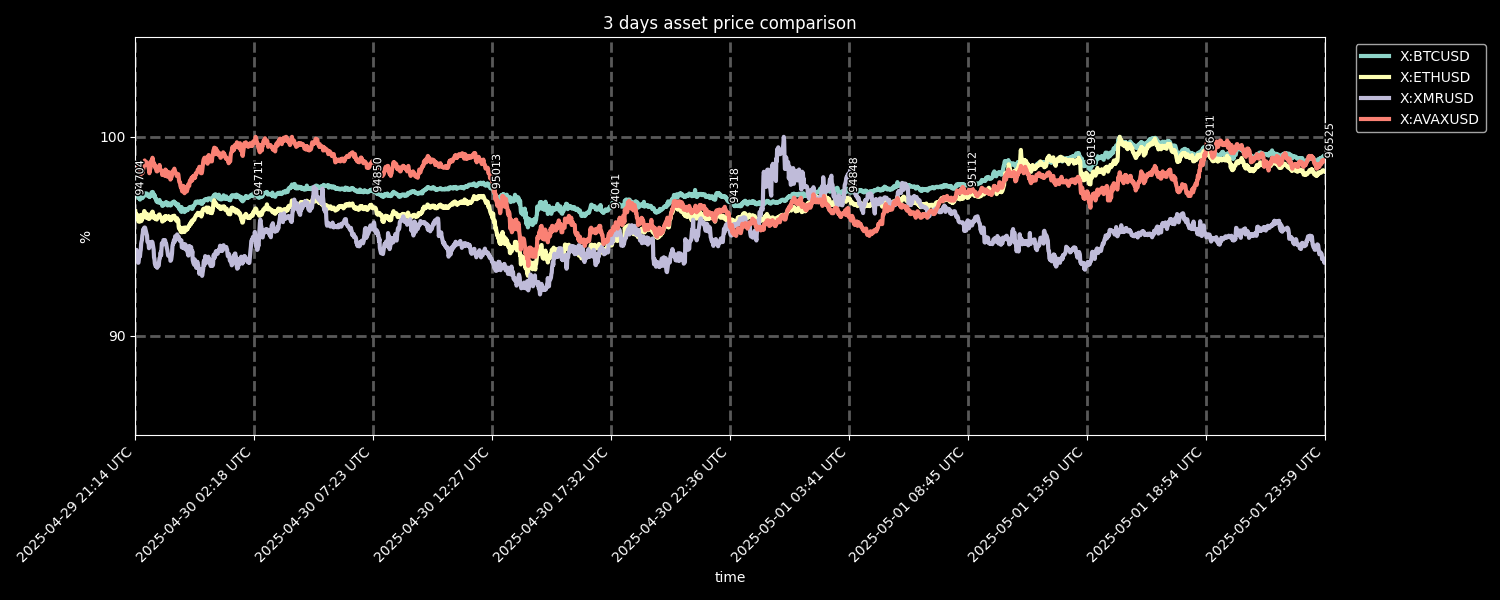 3 days asset price comparison
X:BTCUSD
X:ETHUSD
X:XMRUSD
X:AVAXUSD
%
100
90
94704
94711
94850
95013
94041
94318
94848
95112
96198
96911
96525
2025-04-29 21:14 UTC
2025-04-30 02:18 UTC
2025-04-30 07:23 UTC
2025-04-30 12:27 UTC
2025-04-30 17:32 UTC
2025-04-30 22:36 UTC
2025-05-01 03:41 UTC
2025-05-01 08:45 UTC
2025-05-01 13:50 UTC
2025-05-01 18:54 UTC
2025-05-01 23:59 UTC
time